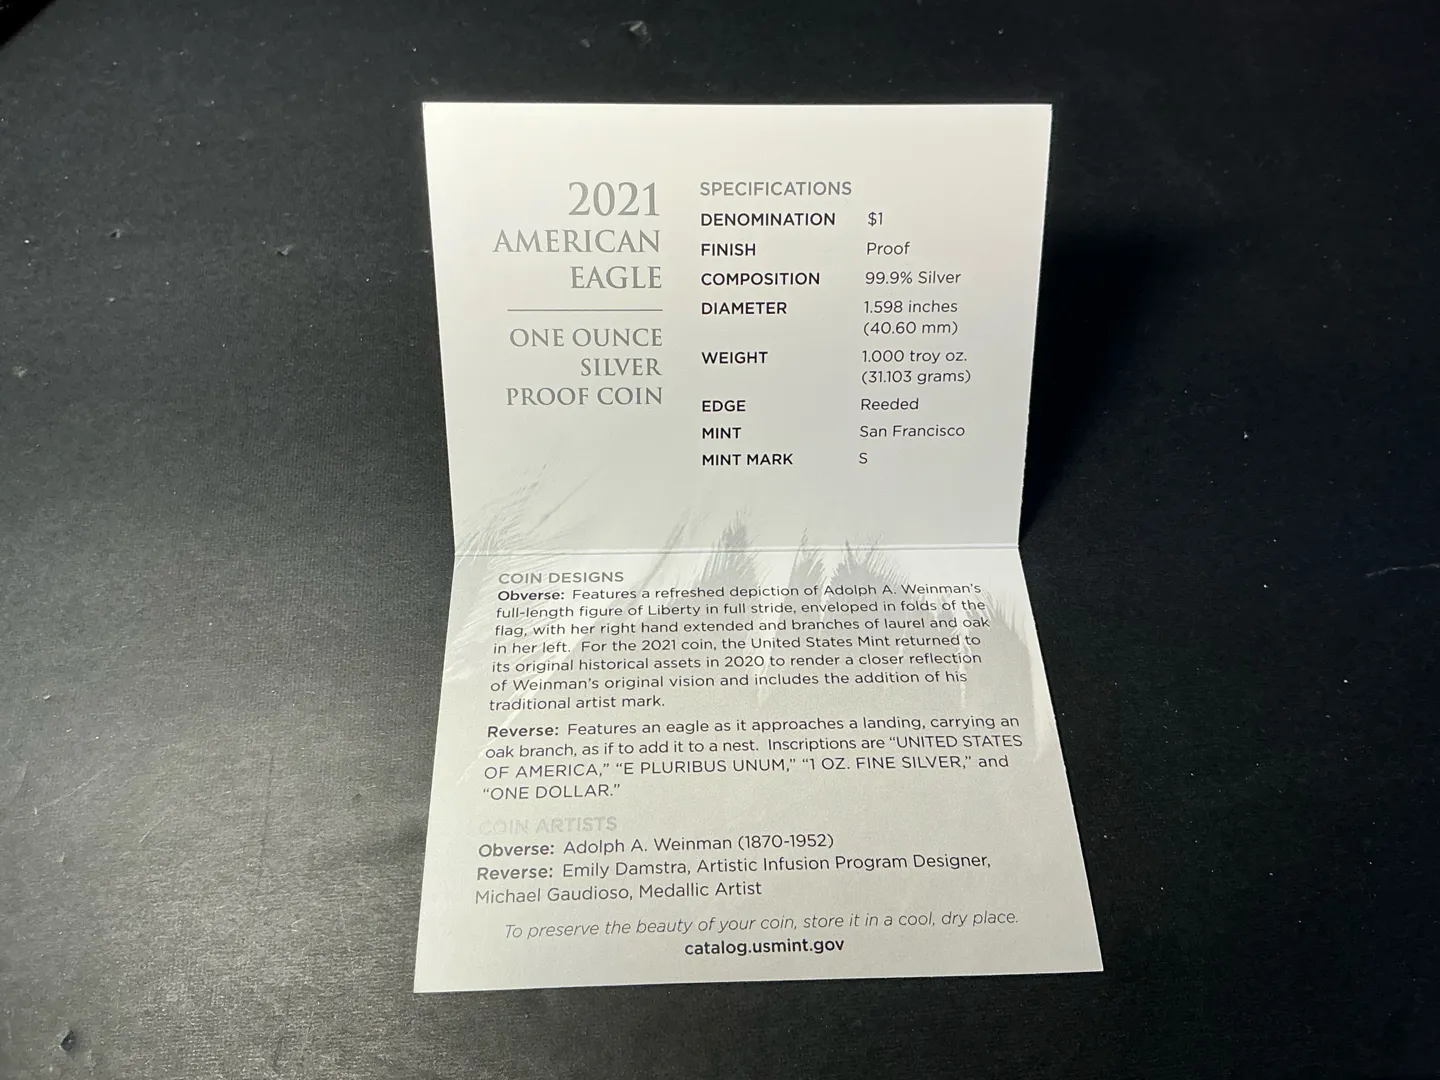 2021
AMERICAN
EAGLE
ONE OUNCE
SILVER
PROOF COIN
SPECIFICATIONS
DENOMINATION $1
FINISH Proof
COMPOSITION 99.9% Silver
DIAMETER 1.598 inches
(40.60 mm)
WEIGHT 1.000 troy oz.
(31.103 grams)
EDGE Reeded
MINT San Francisco
MINT MARK S
COIN DESIGNS
Obverse: Features a refreshed depiction of Adolph A. Weinman's
full-length figure of Liberty in full stride, enveloped in folds of the
flag, with her right hand extended and branches of laurel and oak
in her left. For the 2021 coin, the United States Mint returned to
its original historical assets in 2020 to render a closer reflection
of Weinman's original vision and includes the addition of his
traditional artist mark.
Reverse: Features an eagle as it approaches a landing, carrying an
oak branch, as if to add it to a nest. Inscriptions are “UNITED STATES
OF AMERICA,” “E PLURIBUS UNUM,” “1 OZ. FINE SILVER,” and
“ONE DOLLAR.”
COIN ARTISTS
Obverse: Adolph A. Weinman (1870-1952)
Reverse: Emily Damstra, Artistic Infusion Program Designer,
Michael Gaudioso, Medallic Artist
To preserve the beauty of your coin, store it in a cool, dry place.
catalog.usmint.gov